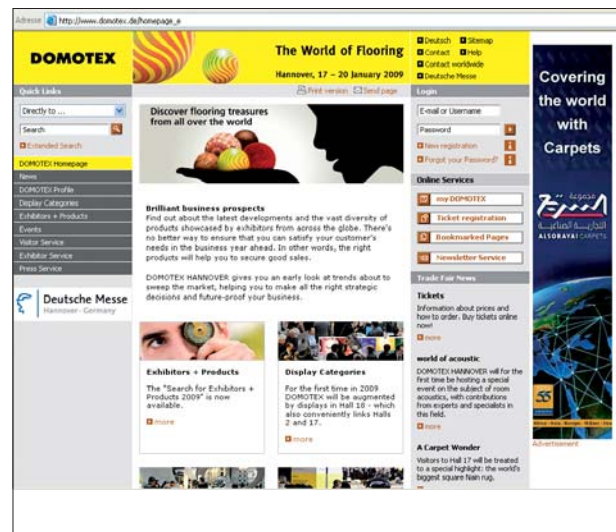 Adresse http://www.domotex.de/homepage_e
DOMOTEX
The World of Flooring
Hannover, 17 – 20 January 2009
Deutsch Sitemap
Contact Help
Contact worldwide
Deutsche Messe
Quick Links
Directly to ...
Search
Extended Search
DOMOTEX Homepage
News
DOMOTEX Profile
Display Categories
Exhibitors + Products
Events
Visitor Service
Exhibitor Service
Press Service
Deutsche Messe
Hannover · Germany
Print version Send page
Discover flooring treasures
from all over the world
Brilliant business prospects
Find out about the latest developments and the vast diversity of
products showcased by exhibitors from across the globe. There's
no better way to ensure that you can satisfy your customer's
needs in the business year ahead. In other words, the right
products will help you to secure good sales.
DOMOTEX HANNOVER gives you an early look at trends about to
sweep the market, helping you to make all the right strategic
decisions and future-proof your business.
Exhibitors + Products
The "Search for Exhibitors +
Products 2009" is now
available.
more
Display Categories
For the first time in 2009
DOMOTEX will be augmented
by displays in Hall 18 - which
also conveniently links Halls
2 and 17.
more
Login
E-mail or Username
Password
New registration
Forgot your Password?
Online Services
myDOMOTEX
Ticket registration
Bookmarked Pages
Newsletter Service
Trade Fair News
Tickets
Information about prices and
how to order. Buy tickets online
now!
more
world of acoustic
DOMOTEX HANNOVER will for the
first time be hosting a special
event on the subject of room
acoustics, with contributions
from experts and specialists in
this field.
more
A Carpet Wonder
Visitors to Hall 17 will be treated
to a special highlight: the world's
biggest square Nain rug.
Covering
the world
with
Carpets
مجموعة
السريع
التجارية الصناعية
ALSORAYAI CARPETS
55
Advertisement